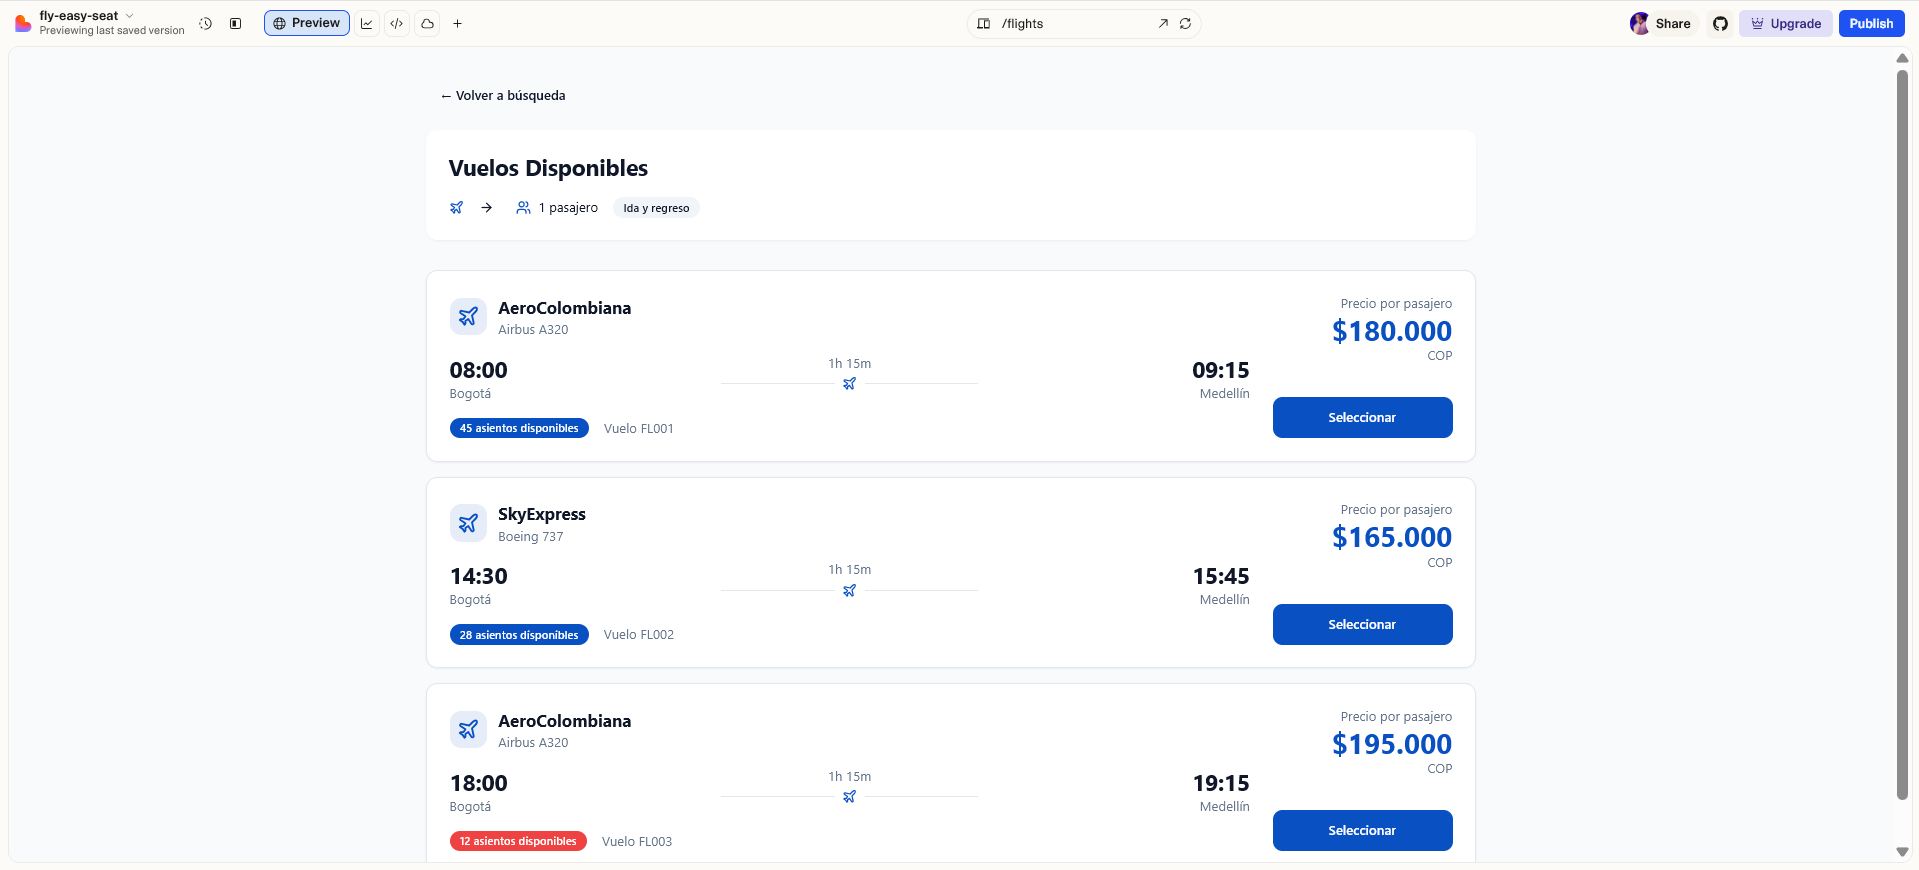 fly-easy-seat
Previewing last saved version
Preview
/flights
Share
Upgrade
Publish
← Volver a búsqueda
Vuelos Disponibles
→ 1 pasajero Ida y regreso
AeroColombiana
Airbus A320
Precio por pasajero
$180.000
COP
08:00
Bogotá
1h 15m
09:15
Medellín
45 asientos disponibles Vuelo FL001
Seleccionar
SkyExpress
Boeing 737
Precio por pasajero
$165.000
COP
14:30
Bogotá
1h 15m
15:45
Medellín
28 asientos disponibles Vuelo FL002
Seleccionar
AeroColombiana
Airbus A320
Precio por pasajero
$195.000
COP
18:00
Bogotá
1h 15m
19:15
Medellín
12 asientos disponibles Vuelo FL003
Seleccionar